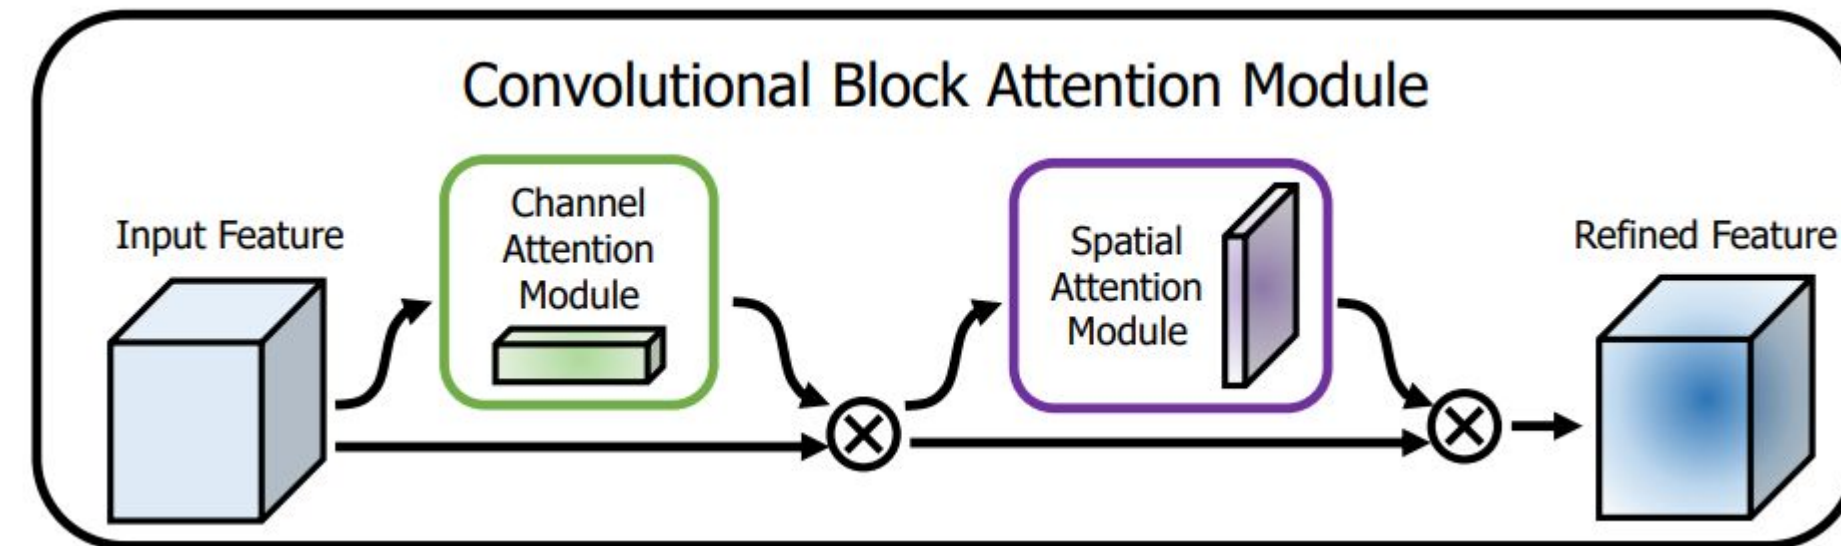 Convolutional Block Attention Module
Input Feature
Channel
Attention
Module
Spatial
Attention
Module
Refined Feature